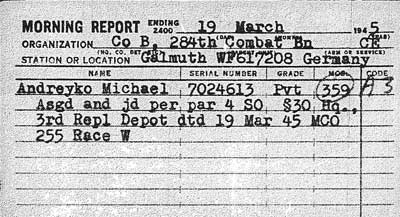 MORNING REPORT ENDING 2400 19 March 1945
ORGANIZATION Co B, 284th Combat Bn CE
STATION OR LOCATION Galmuth WF617208 Germany
NAME SERIAL NUMBER GRADE MOS CODE
Andreyko Michael 7024613 Pvt (359) A 3
Asgd and jd per par 4 SO §30 Hq.,
3rd Repl Depot dtd 19 Mar 45 MCO
255 Race W